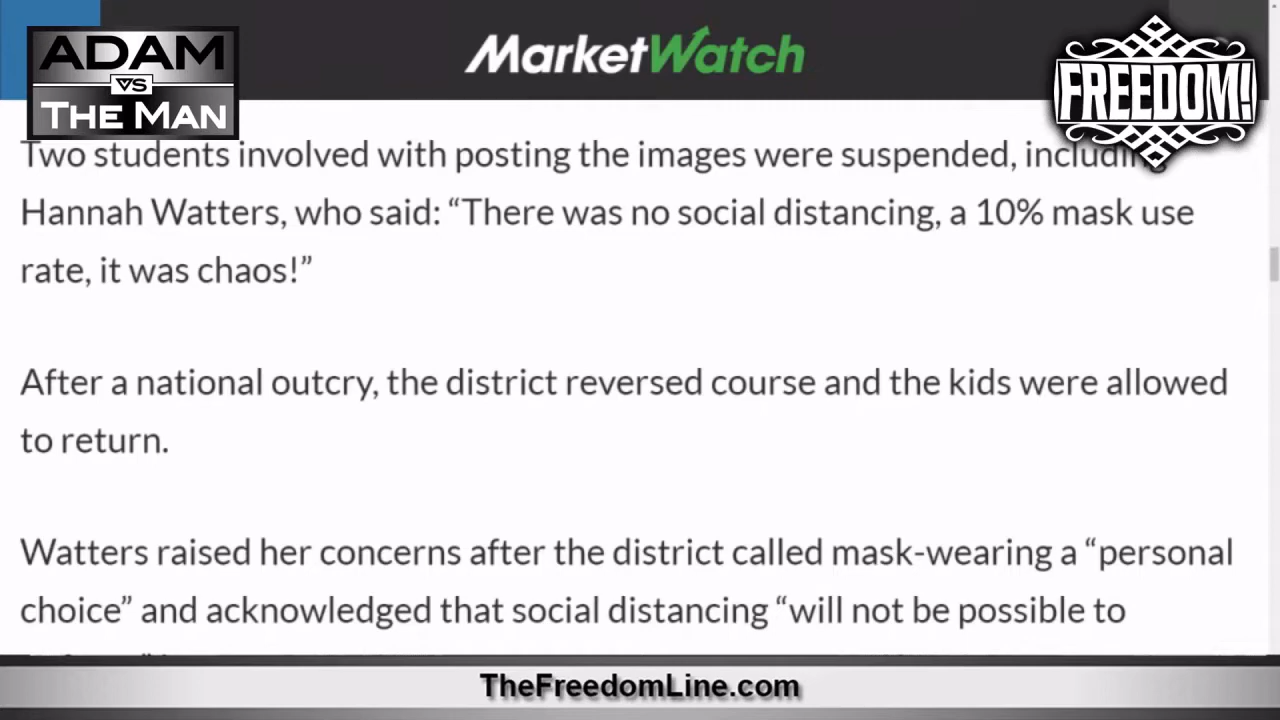 ADAM
VS
THE MAN
MarketWatch
FREEDOM!
Two students involved with posting the images were suspended, including
Hannah Watters, who said: “There was no social distancing, a 10% mask use
rate, it was chaos!”
After a national outcry, the district reversed course and the kids were allowed
to return.
Watters raised her concerns after the district called mask-wearing a “personal
choice” and acknowledged that social distancing “will not be possible to
TheFreedomLine.com